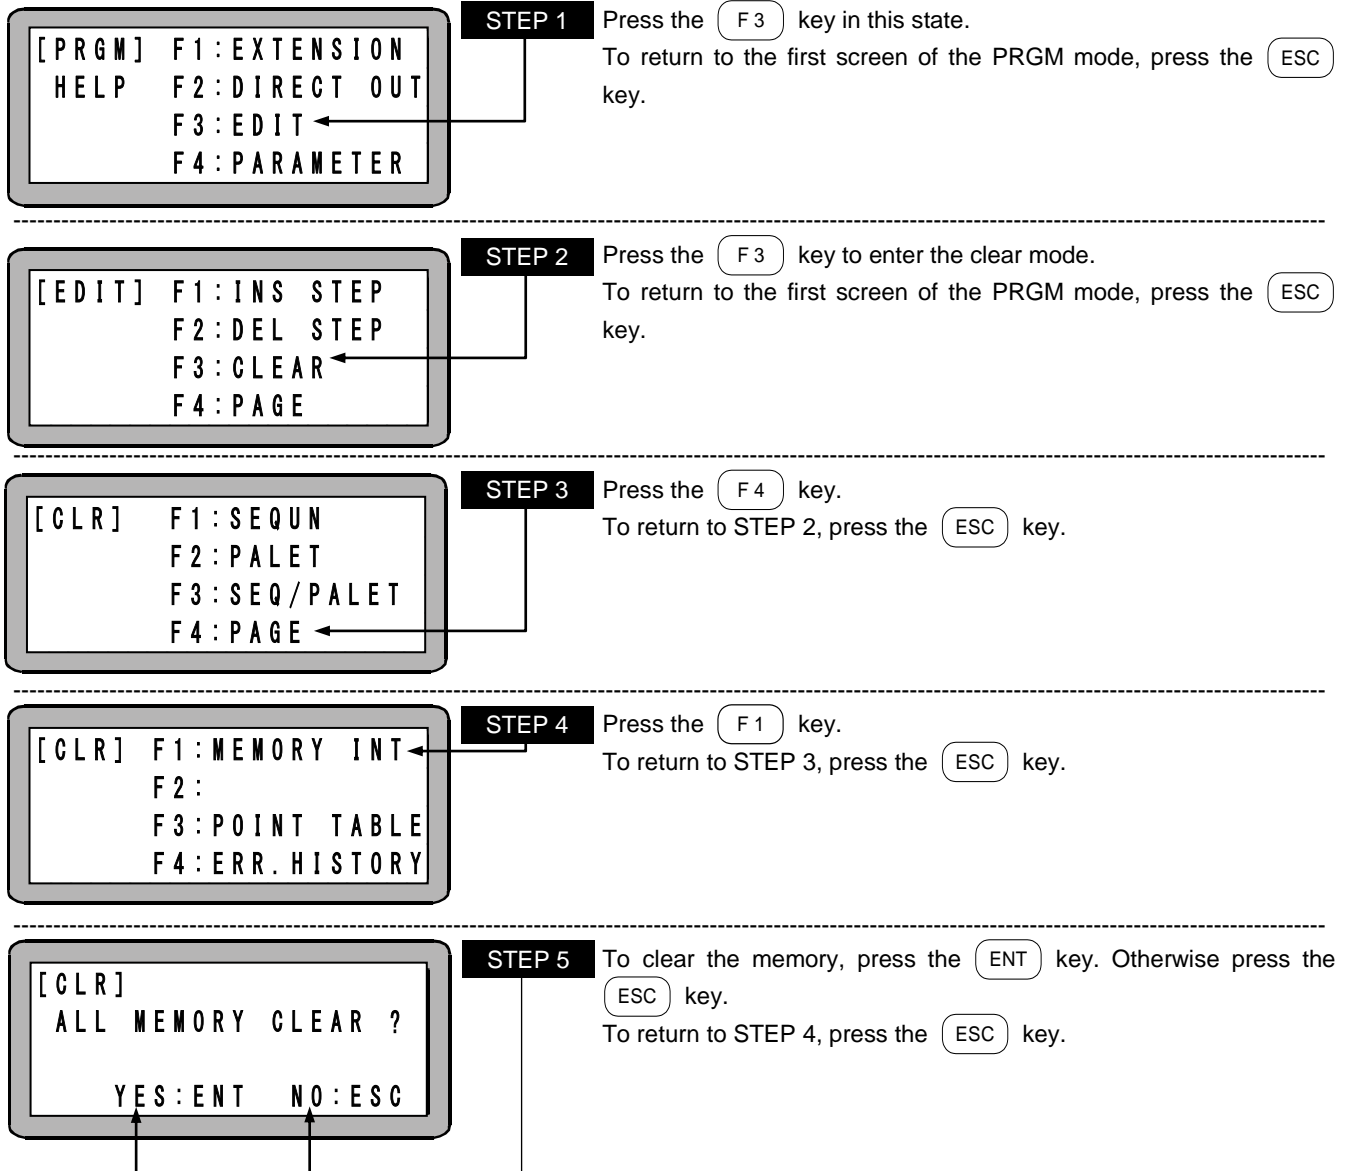 [PRGM] F1:EXTENSION
HELP F2:DIRECT OUT
F3:EDIT
F4:PARAMETER
STEP 1
Press the F3 key in this state.
To return to the first screen of the PRGM mode, press the ESC
key.
[EDIT] F1:INS STEP
F2:DEL STEP
F3:CLEAR
F4:PAGE
STEP 2
Press the F3 key to enter the clear mode.
To return to the first screen of the PRGM mode, press the ESC
key.
[CLR] F1:SEQUN
F2:PALET
F3:SEQ/PALET
F4:PAGE
STEP 3
Press the F4 key.
To return to STEP 2, press the ESC key.
[CLR] F1:MEMORY INT
F2:
F3:POINT TABLE
F4:ERR.HISTORY
STEP 4
Press the F1 key.
To return to STEP 3, press the ESC key.
[CLR]
ALL MEMORY CLEAR ?
YES:ENT NO:ESC
STEP 5
To clear the memory, press the ENT key. Otherwise press the
ESC key.
To return to STEP 4, press the ESC key.